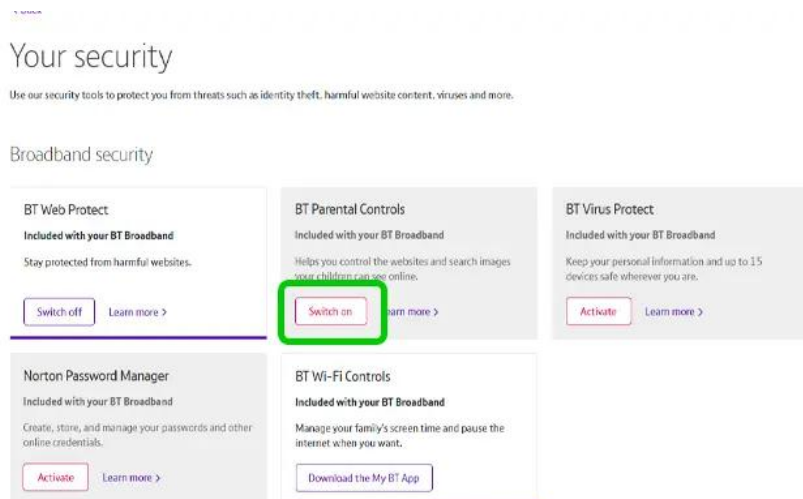 Your security
Use our security tools to protect you from threats such as identity theft, harmful website content, viruses and more.
Broadband security
BT Web Protect
Included with your BT Broadband
Stay protected from harmful websites.
Switch off
Learn more >
BT Parental Controls
Included with your BT Broadband
Helps you control the websites and search images
your children can see online.
Switch on
earn more >
BT Virus Protect
Included with your BT Broadband
Keep your personal information and up to 15
devices safe wherever you are.
Activate
Learn more >
Norton Password Manager
Included with your BT Broadband
Create, store, and manage your passwords and other
online credentials.
Activate
Learn more >
BT Wi-Fi Controls
Included with your BT Broadband
Manage your family's screen time and pause the
internet when you want.
Download the My BT App